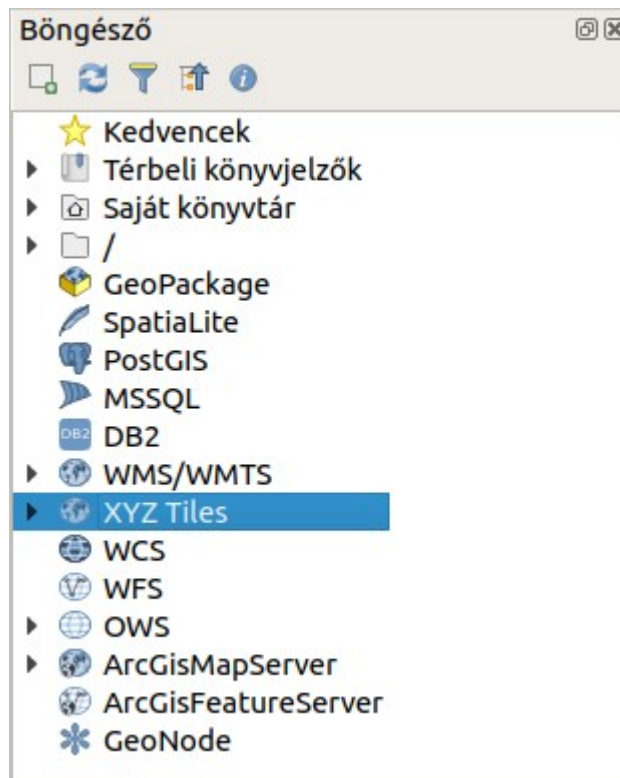 Böngésző
Kedvencek
Térbeli könyvjelzők
Saját könyvtár
/
GeoPackage
SpatiaLite
PostGIS
MSSQL
DB2 DB2
WMS/WMTS
XYZ Tiles
WCS
WFS
OWS
ArcGisMapServer
ArcGisFeatureServer
GeoNode